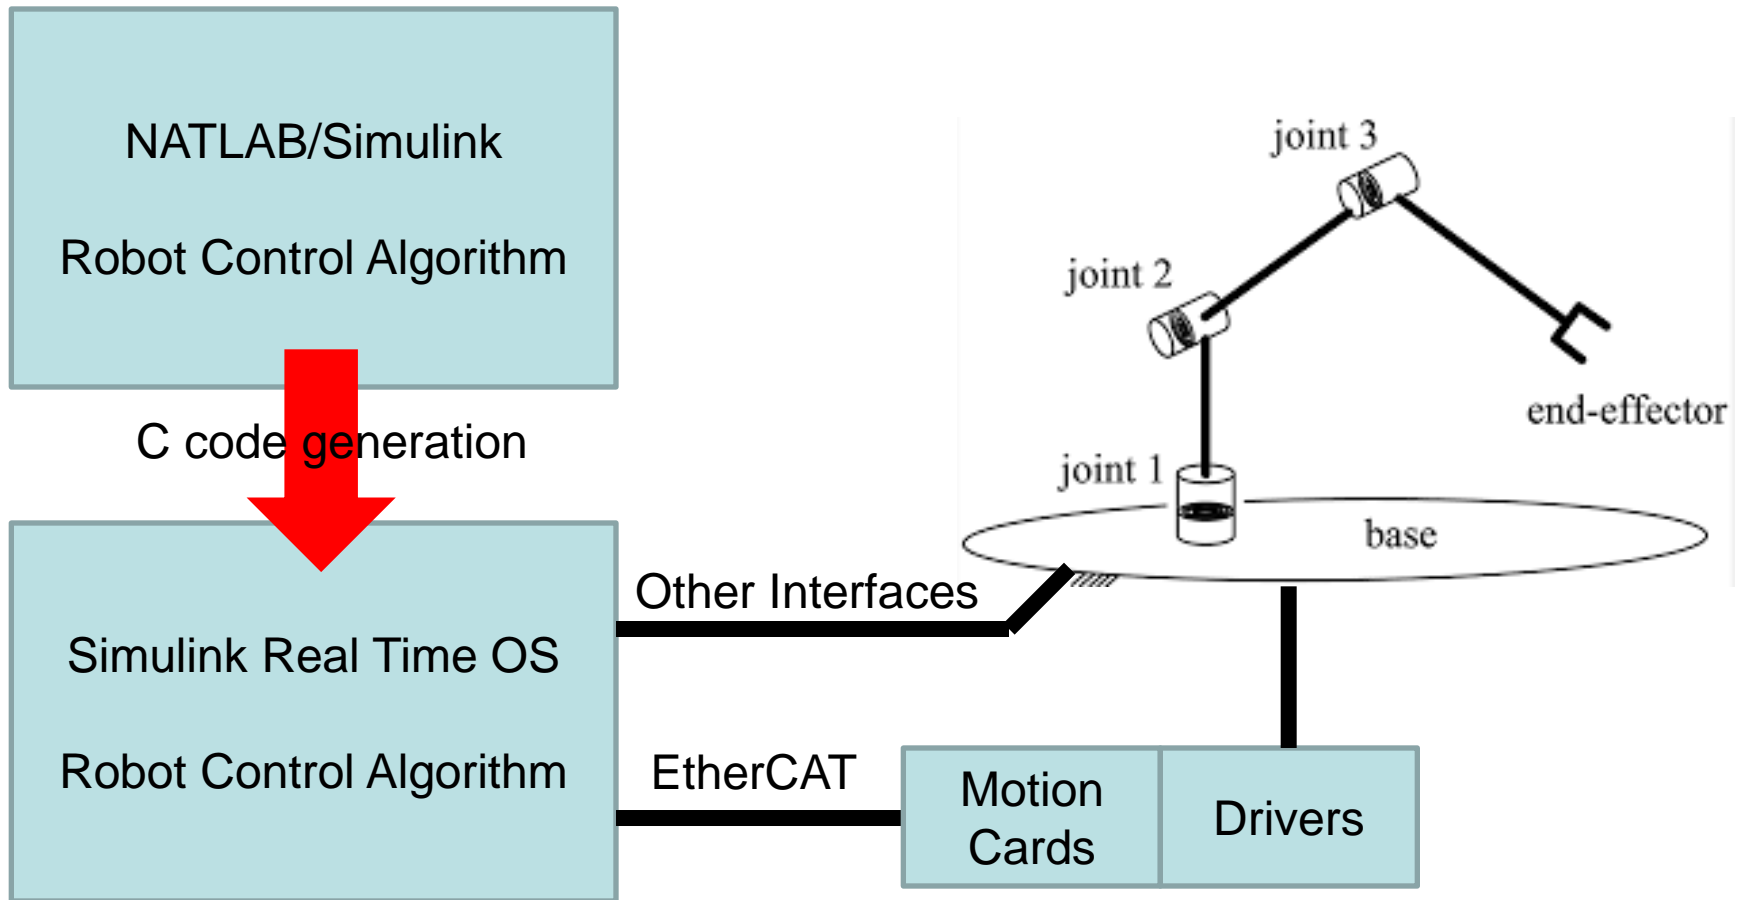 NATLAB/Simulink
Robot Control Algorithm
C code generation
Simulink Real Time OS
Robot Control Algorithm
Other Interfaces
EtherCAT
Motion
Cards
Drivers
joint 3
joint 2
end-effector
joint 1
base